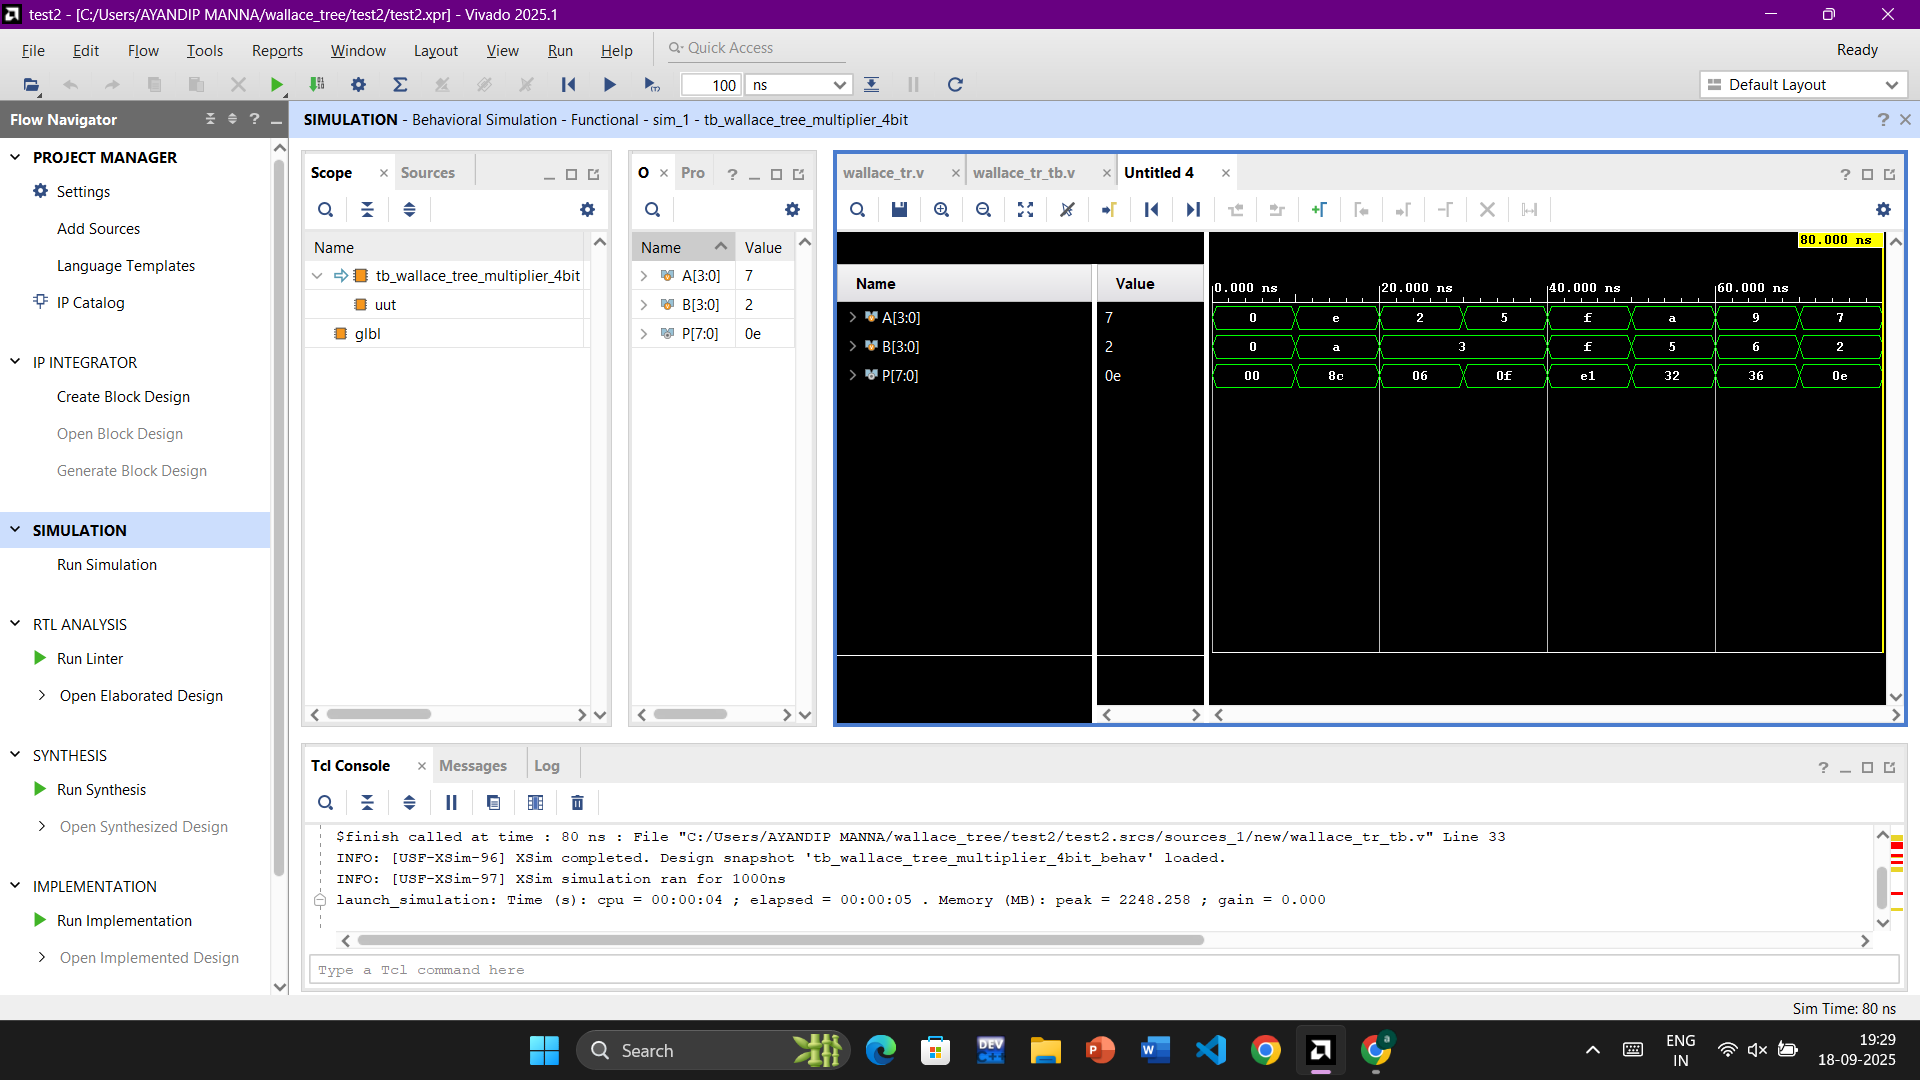 test2 - [C:/Users/AYANDIP MANNA/wallace_tree/test2/test2.xpr] - Vivado 2025.1
File Edit Flow Tools Reports Window Layout View Run Help Quick Access Ready
100 ns Default Layout
Flow Navigator
SIMULATION - Behavioral Simulation - Functional - sim_1 - tb_wallace_tree_multiplier_4bit
PROJECT MANAGER
Settings
Add Sources
Language Templates
IP Catalog
IP INTEGRATOR
Create Block Design
Open Block Design
Generate Block Design
SIMULATION
Run Simulation
RTL ANALYSIS
Run Linter
Open Elaborated Design
SYNTHESIS
Run Synthesis
Open Synthesized Design
IMPLEMENTATION
Run Implementation
Open Implemented Design
Scope Sources
Name
tb_wallace_tree_multiplier_4bit
uut
glbl
O Pro
Name Value
A[3:0] 7
B[3:0] 2
P[7:0] 0e
wallace_tr.v wallace_tr_tb.v Untitled 4
80.000 ns
Name Value
0.000 ns 20.000 ns 40.000 ns 60.000 ns
A[3:0] 7 0 e 2 5 f a 9 7
B[3:0] 2 0 a 3 f 5 6 2
P[7:0] 0e 00 8c 06 0f e1 32 36 0e
Tcl Console Messages Log
$finish called at time : 80 ns : File "C:/Users/AYANDIP MANNA/wallace_tree/test2/test2.srcs/sources_1/new/wallace_tr_tb.v" Line 33
INFO: [USF-XSim-96] XSim completed. Design snapshot 'tb_wallace_tree_multiplier_4bit_behav' loaded.
INFO: [USF-XSim-97] XSim simulation ran for 1000ns
launch_simulation: Time (s): cpu = 00:00:04 ; elapsed = 00:00:05 . Memory (MB): peak = 2248.258 ; gain = 0.000
Type a Tcl command here
Sim Time: 80 ns
Search
DEV
ENG
IN
19:29
18-09-2025